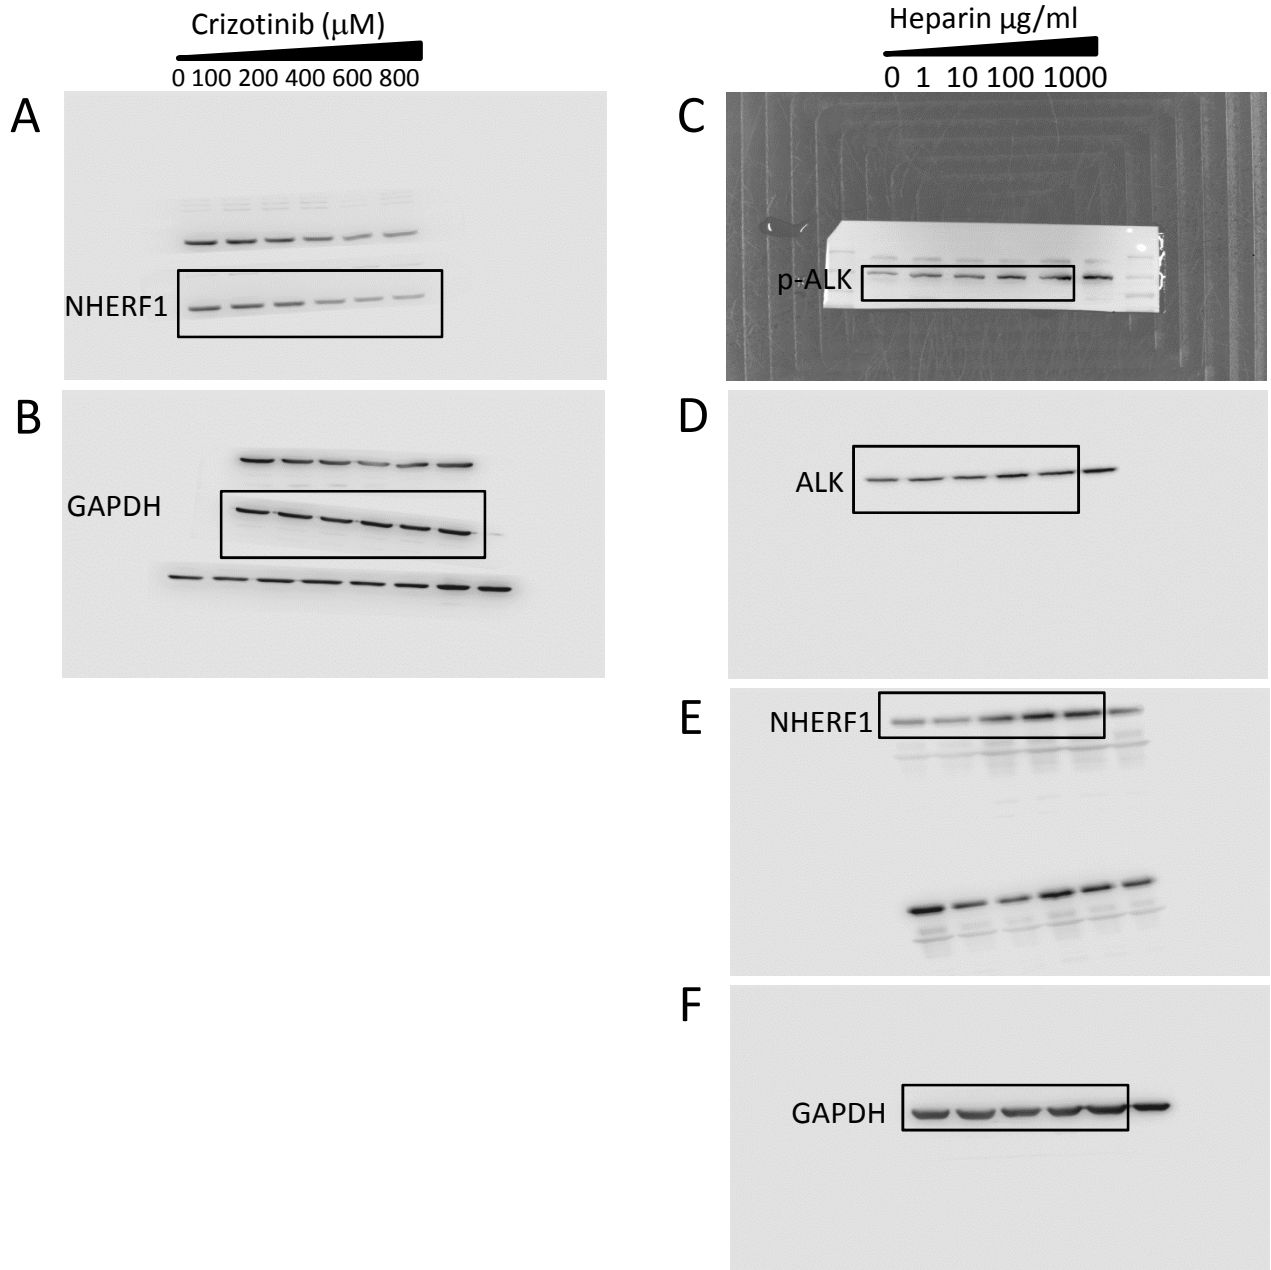 Crizotinib (μM)
0 100 200 400 600 800
A
NHERF1
B
GAPDH
Heparin μg/ml
0 1 10 100 1000
C
p-ALK
D
ALK
E
NHERF1
F
GAPDH